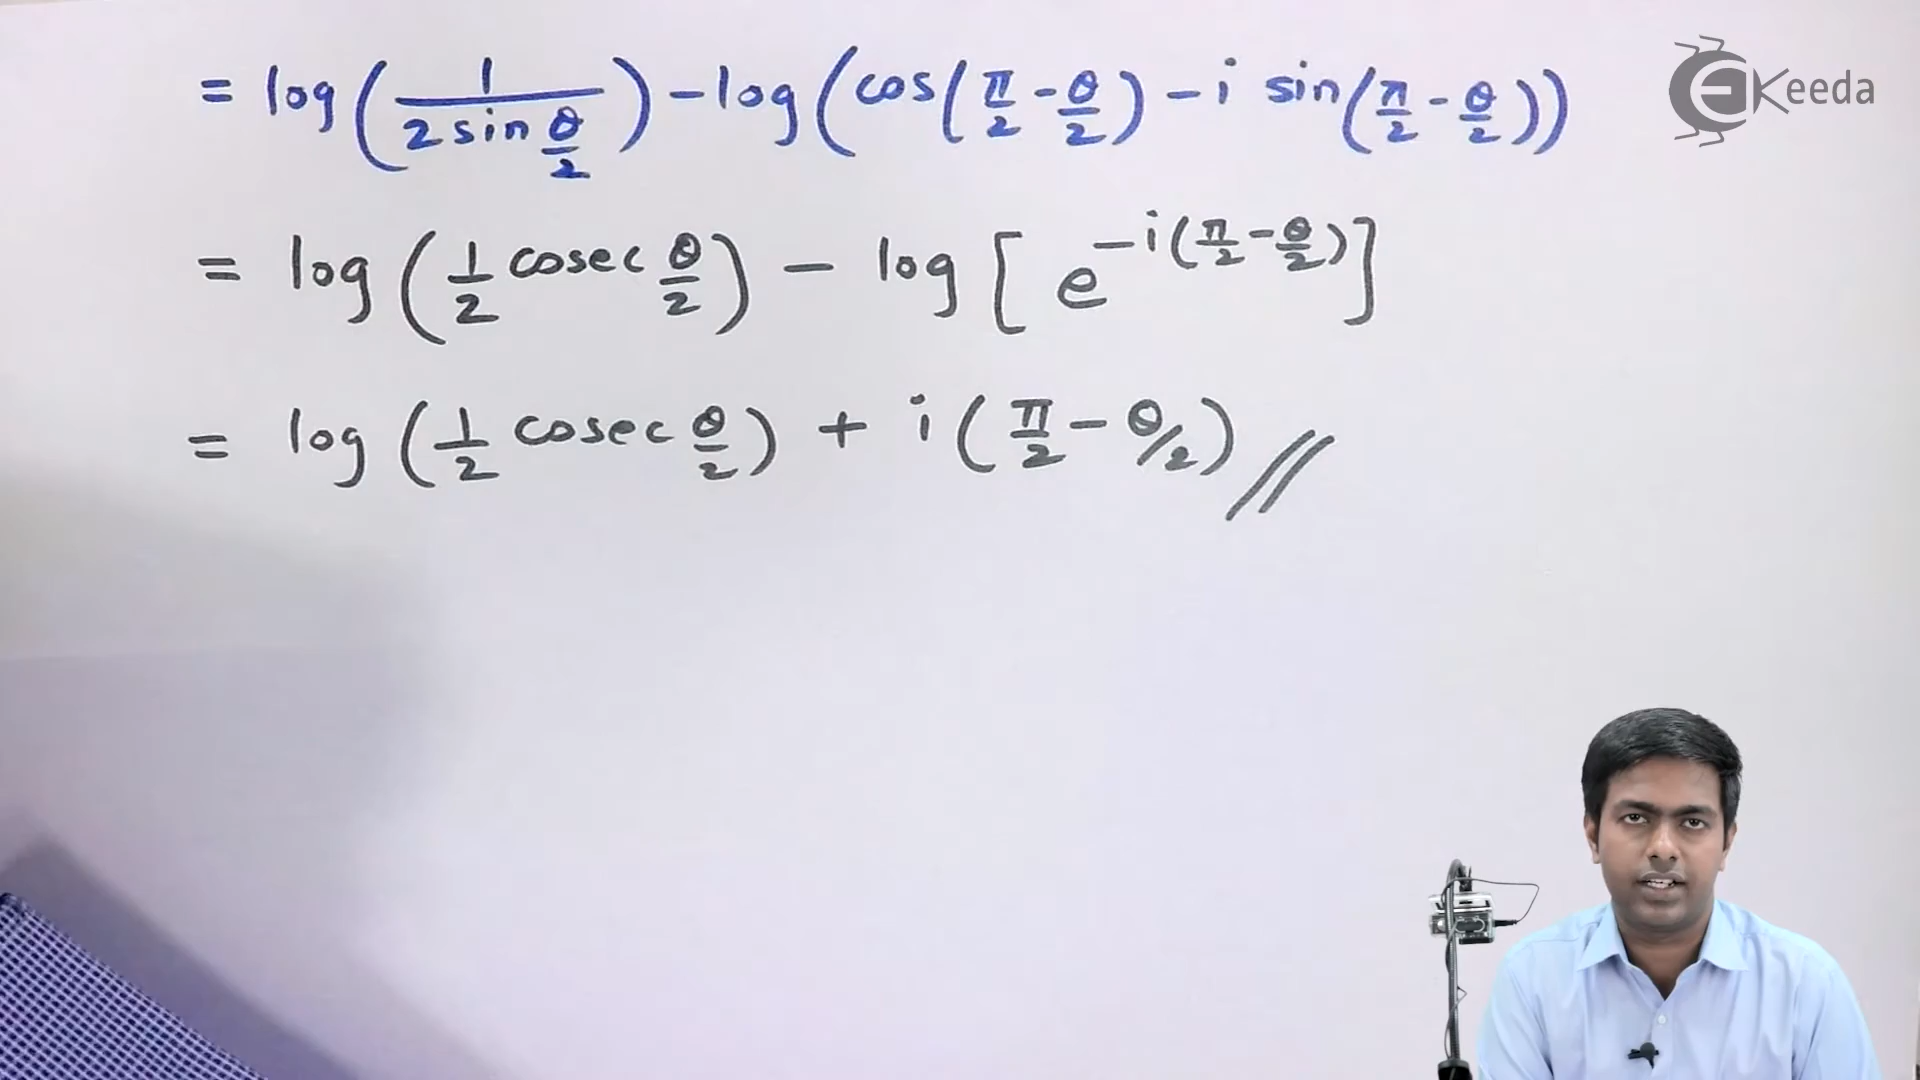 = log(1/(2 sin θ/2)) - log(cos(π/2 - θ/2) - i sin(π/2 - θ/2))
EKeeda
= log(1/2 cosec θ/2) - log[e^(-i(π/2 - θ/2))]
= log(1/2 cosec θ/2) + i(π/2 - θ/2)//